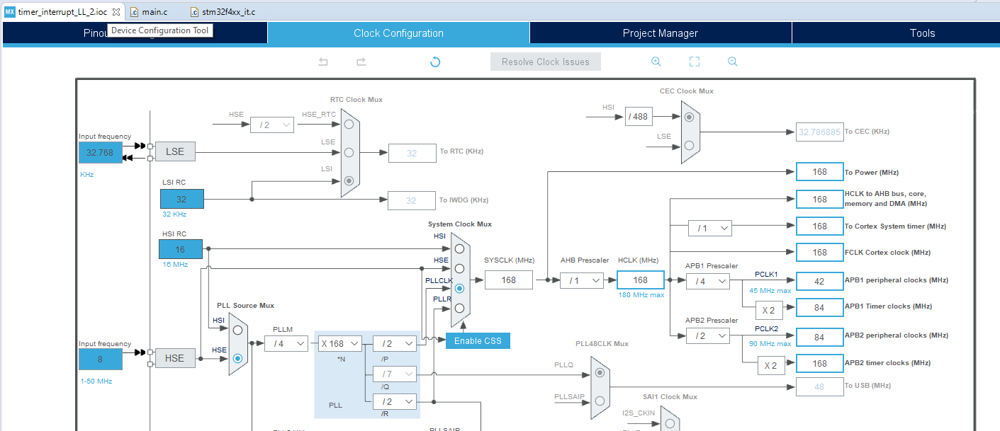 MX timer_interrupt_LL_2.ioc
main.c
stm32f4xx_it.c
Device Configuration Tool
Clock Configuration
Project Manager
Tools
Resolve Clock Issues
RTC Clock Mux
CEC Clock Mux
HSE
/ 2
HSE_RTC
HSI
/ 488
LSE
32.786885
To CEC (KHz)
Input frequency
32.768
KHz
LSE
LSE
32
To RTC (KHz)
LSI
LSI RC
32
32 KHz
32
To IWDG (KHz)
168
To Power (MHz)
168
HCLK to AHB bus, core,
memory and DMA (MHz)
/ 1
168
To Cortex System timer (MHz)
168
FCLK Cortex clock (MHz)
HSI RC
16
16 MHz
System Clock Mux
HSI
HSE
PLLCLK
PLLR
SYSCLK (MHz)
168
AHB Prescaler
/ 1
HCLK (MHz)
168
180 MHz max
APB1 Prescaler
/ 4
PCLK1
45 MHz max
42
APB1 peripheral clocks (MHz)
X 2
84
APB1 Timer clocks (MHz)
APB2 Prescaler
/ 2
PCLK2
90 MHz max
84
APB2 peripheral clocks (MHz)
X 2
168
APB2 timer clocks (MHz)
Enable CSS
PLL Source Mux
HSI
HSE
PLLM
/ 4
X 168
*N
/ 2
/P
/ 7
/Q
/ 2
/R
PLL
Input frequency
8
1-50 MHz
HSE
PLL48CLK Mux
PLLQ
PLLSAIP
48
To USB (MHz)
SAI1 Clock Mux
I2S_CKIN
PLLSAIP